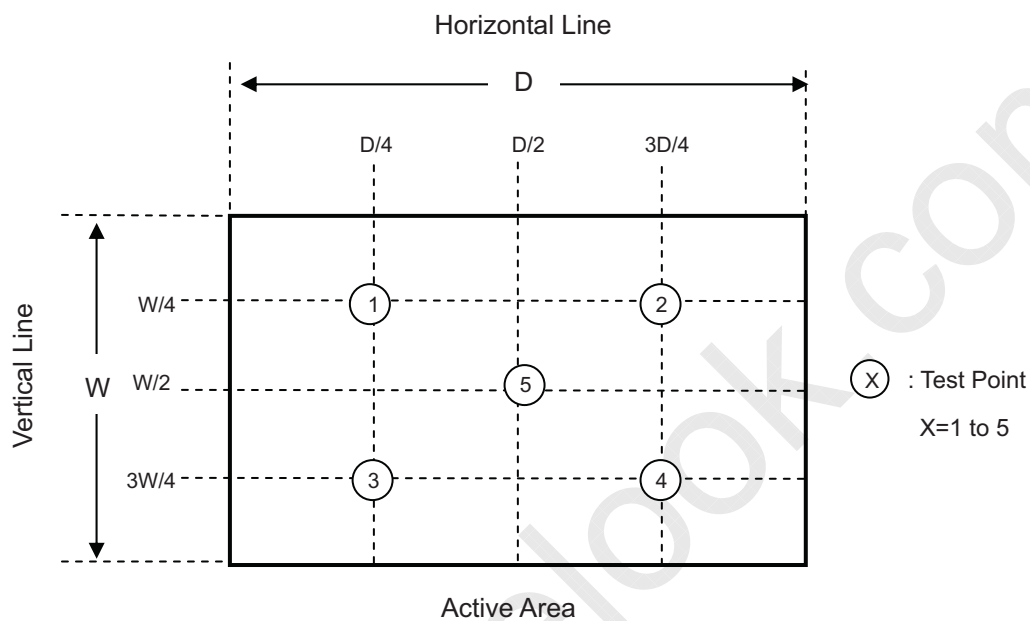 Horizontal Line
D
D/4 D/2 3D/4
W/4
1 2
Vertical Line
W
W/2
5
X : Test Point
X=1 to 5
3W/4
3 4
Active Area